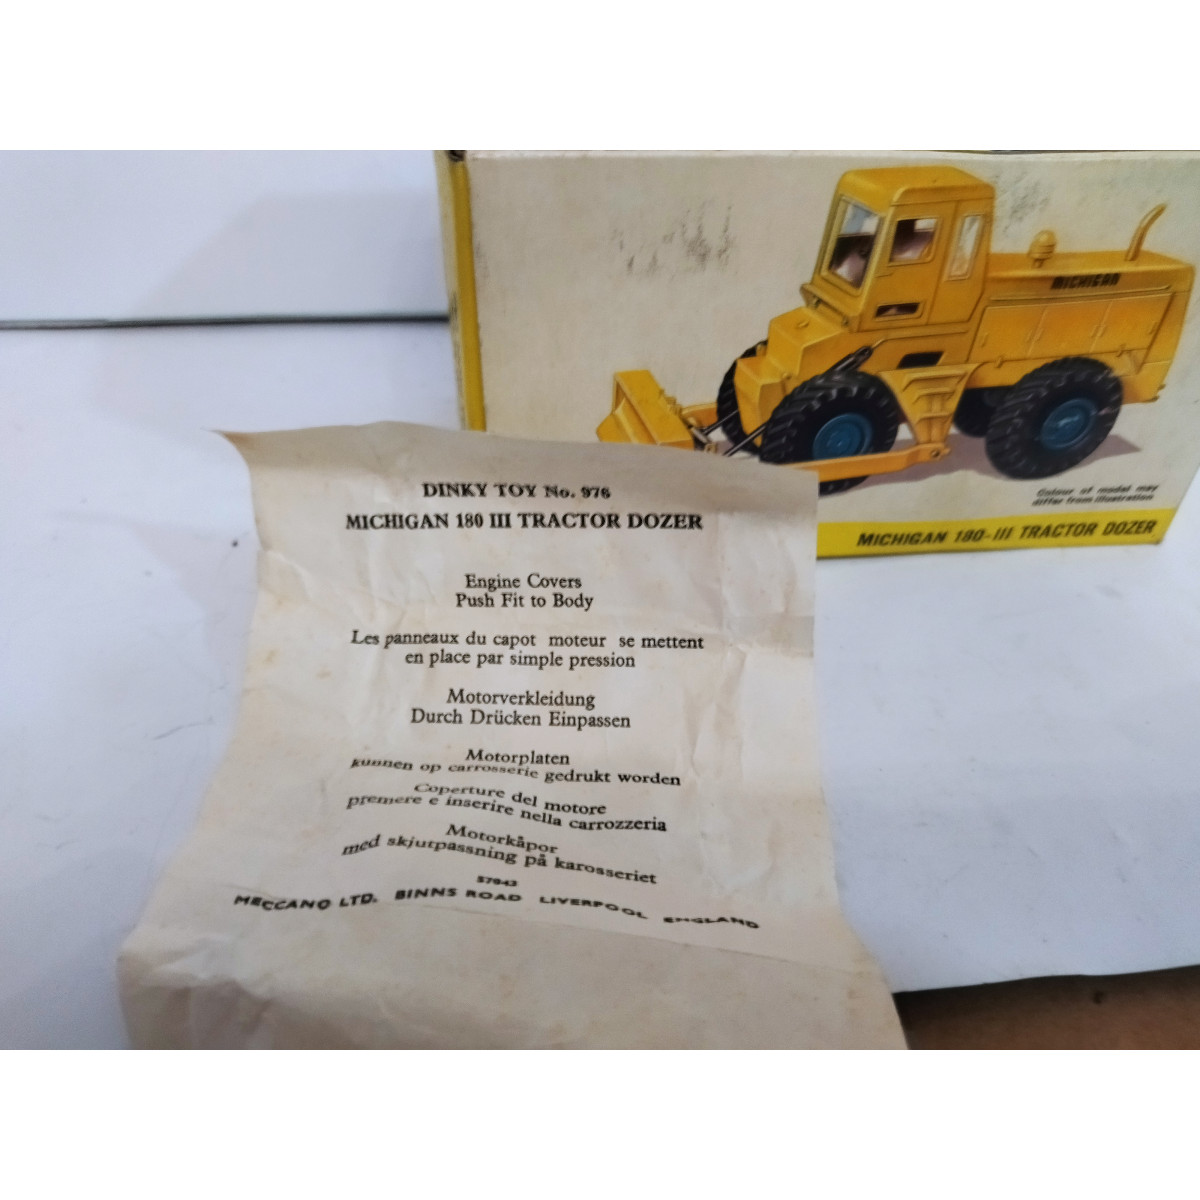 MICHIGAN
Colour of model may
differ from illustration
MICHIGAN 180-III TRACTOR DOZER
DINKY TOY No. 976
MICHIGAN 180 III TRACTOR DOZER
Engine Covers
Push Fit to Body
Les panneaux du capot moteur se mettent
en place par simple pression
Motorverkleidung
Durch Drücken Einpassen
Motorplaten
kunnen op carrosserie gedrukt worden
Coperture del motore
premere e inserire nella carrozzeria
Motorkåpor
med skjutpassning på karosseriet
57943
MECCANO LTD. BINNS ROAD LIVERPOOL ENGLAND